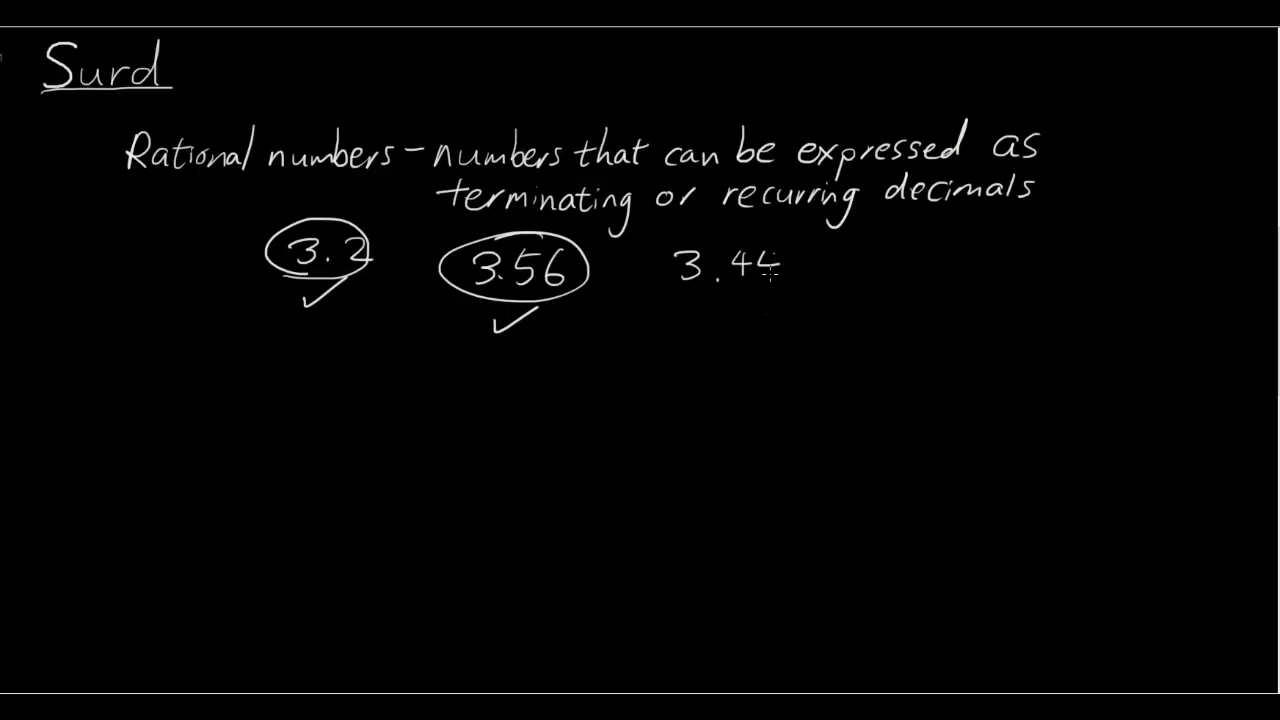 Surd
Rational numbers – numbers that can be expressed as
terminating or recurring decimals
3.2 3.56 3.44